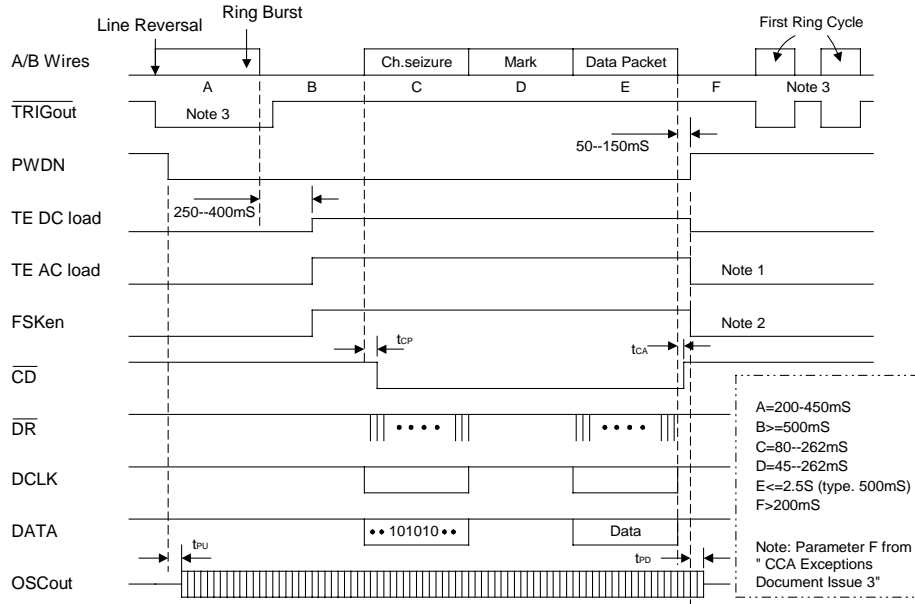 Line Reversal
Ring Burst
First Ring Cycle
A/B Wires
Ch.seizure
Mark
Data Packet
A
B
C
D
E
F
Note 3
TRIGout
Note 3
50--150mS
PWDN
250--400mS
TE DC load
TE AC load
Note 1
FSKen
Note 2
tCP
tCA
CD
DR
• • • •
• • • •
DCLK
DATA
•• 101010 ••
Data
tPU
tPD
OSCout
A=200-450mS
B>=500mS
C=80--262mS
D=45--262mS
E<=2.5S (type. 500mS)
F>200mS
Note: Parameter F from
" CCA Exceptions
Document Issue 3"